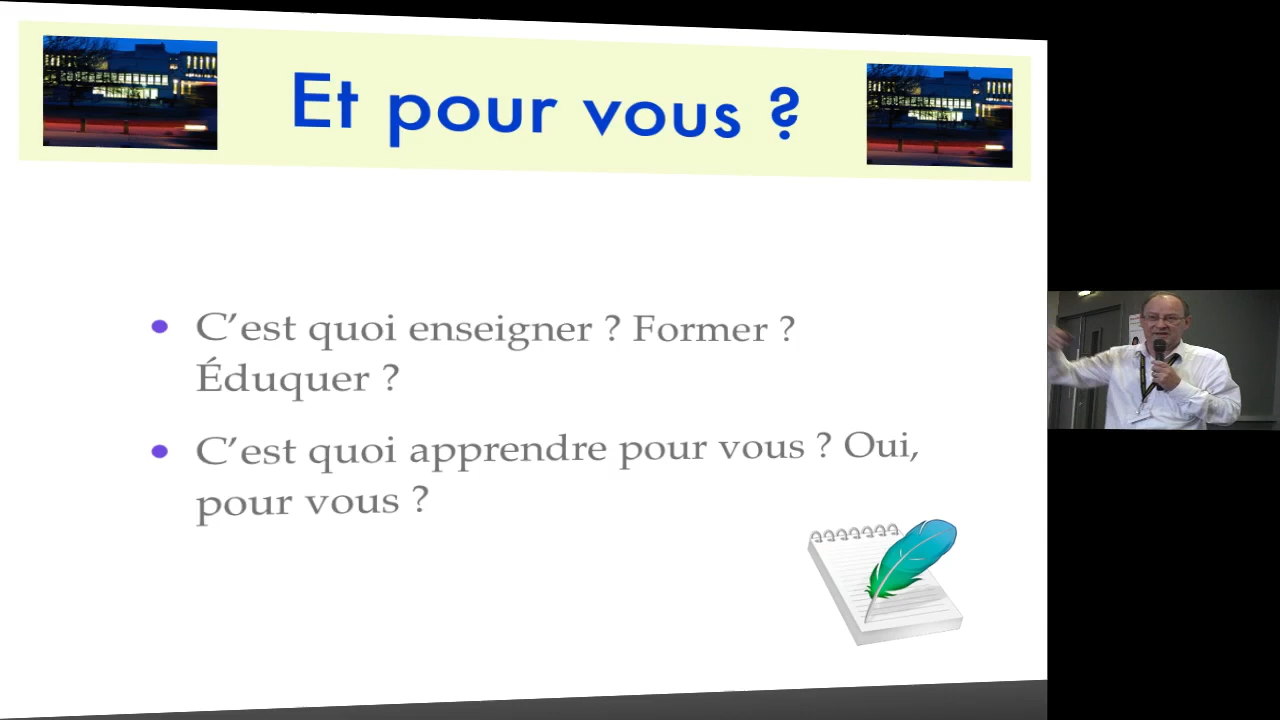 Et pour vous ?
• C’est quoi enseigner ? Former ?
Éduquer ?
• C’est quoi apprendre pour vous ? Oui,
pour vous ?